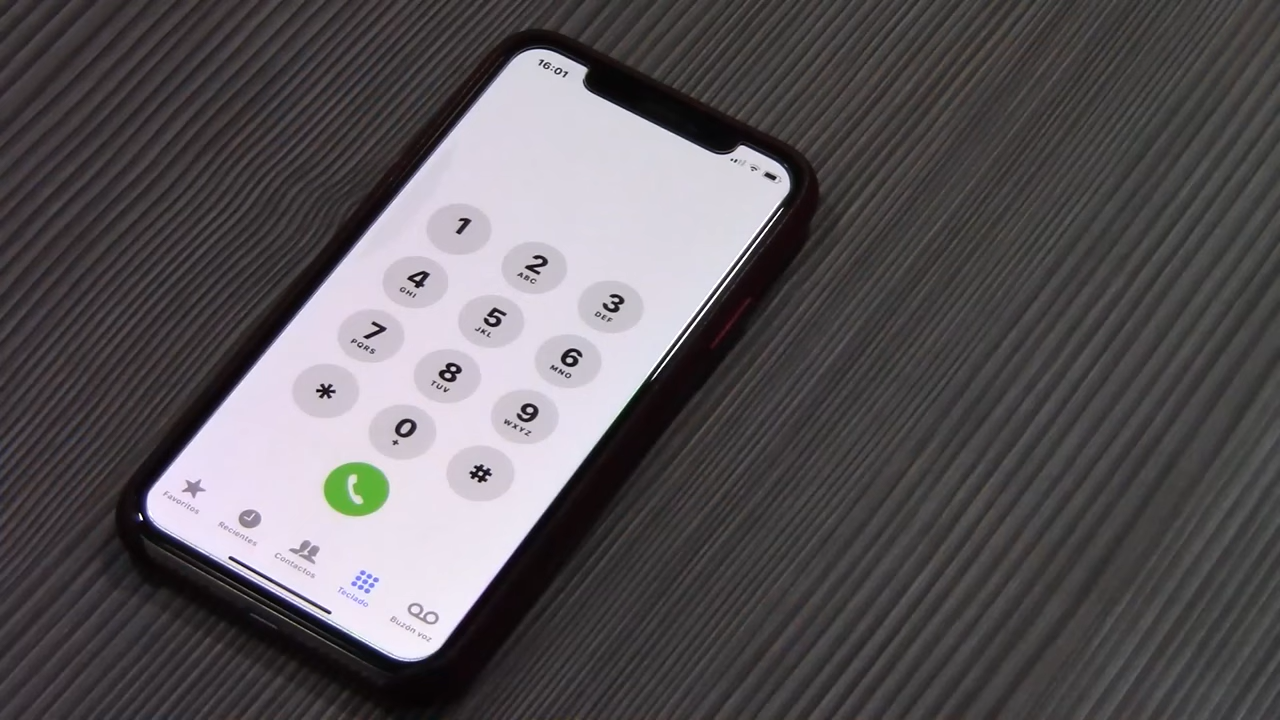 16:01
1
2
ABC
3
DEF
4
GHI
5
JKL
6
MNO
7
PQRS
8
TUV
9
WXYZ
*
0
+
#
Favoritos
Recientes
Contactos
Teclado
Buzón voz